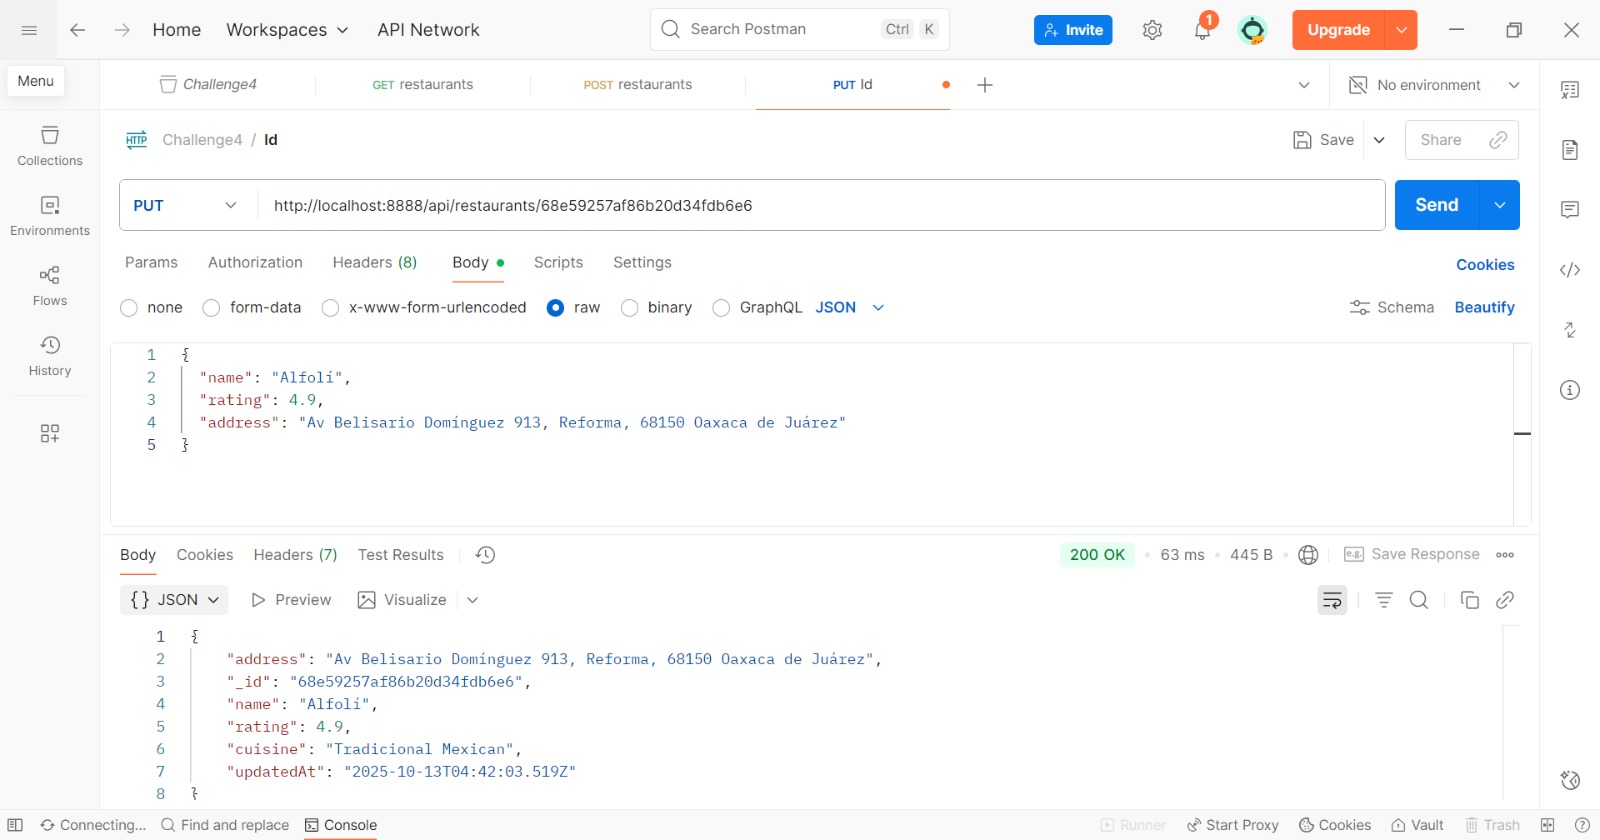 Home Workspaces API Network Search Postman Ctrl K Invite 1 Upgrade
Menu
Challenge4 GET restaurants POST restaurants PUT Id No environment
HTTP Challenge4 / Id Save Share
Collections
Environments
Flows
History
PUT http://localhost:8888/api/restaurants/68e59257af86b20d34fdb6e6 Send
Params Authorization Headers (8) Body Scripts Settings Cookies
none form-data x-www-form-urlencoded raw binary GraphQL JSON Schema Beautify
1 {
2 "name": "Alfolí",
3 "rating": 4.9,
4 "address": "Av Belisario Domínguez 913, Reforma, 68150 Oaxaca de Juárez"
5 }
Body Cookies Headers (7) Test Results 200 OK 63 ms 445 B e.g. Save Response
{} JSON Preview Visualize
1 {
2 "address": "Av Belisario Domínguez 913, Reforma, 68150 Oaxaca de Juárez",
3 "_id": "68e59257af86b20d34fdb6e6",
4 "name": "Alfolí",
5 "rating": 4.9,
6 "cuisine": "Tradicional Mexican",
7 "updatedAt": "2025-10-13T04:42:03.519Z"
8 }
Connecting... Find and replace Console Runner Start Proxy Cookies Vault Trash